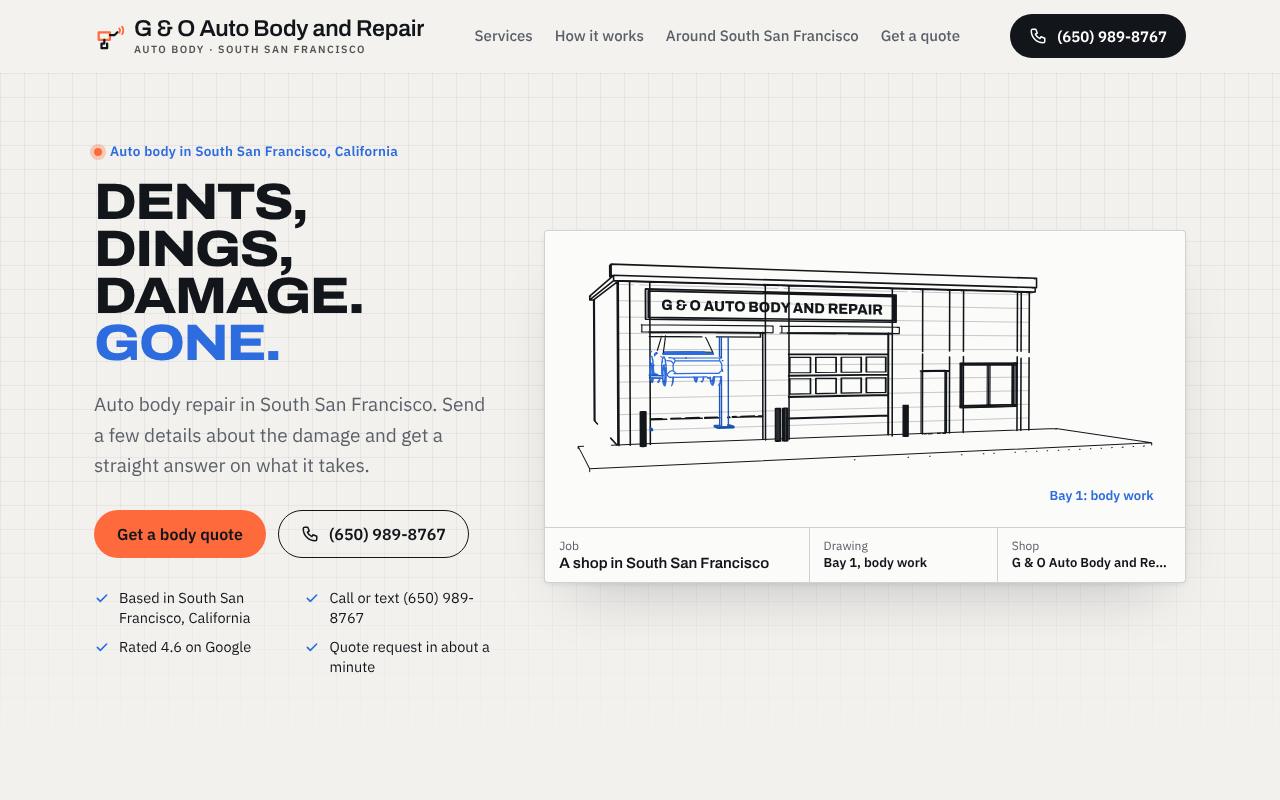 G & O Auto Body and Repair
AUTO BODY · SOUTH SAN FRANCISCO
Services
How it works
Around South San Francisco
Get a quote
(650) 989-8767
Auto body in South San Francisco, California
DENTS,
DINGS,
DAMAGE.
GONE.
Auto body repair in South San Francisco. Send
a few details about the damage and get a
straight answer on what it takes.
Get a body quote
(650) 989-8767
Based in South San
Francisco, California
Call or text (650) 989-
8767
Rated 4.6 on Google
Quote request in about a
minute
G & O AUTO BODY AND REPAIR
Bay 1: body work
Job
A shop in South San Francisco
Drawing
Bay 1, body work
Shop
G & O Auto Body and Re...